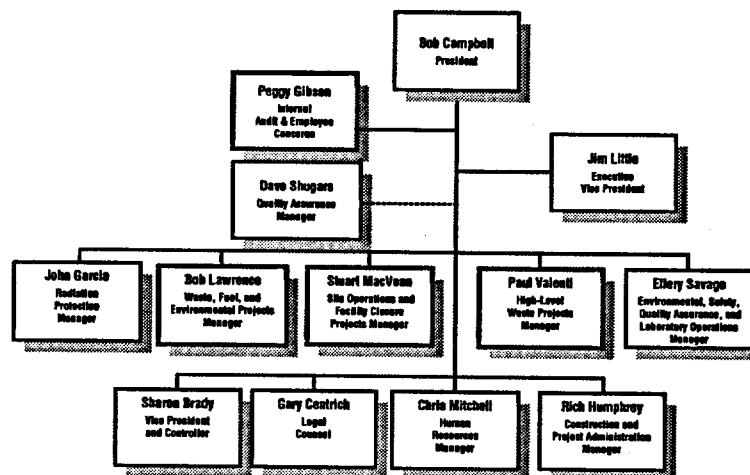 Bob Campbell
President
Peggy Gibson
Internal
Audit & Employee
Concerns
Jim Little
Executive
Vice President
Dave Shugars
Quality Assurance
Manager
John Garcia
Radiation
Protection
Manager
Bob Lawrence
Waste, Fuel, and
Environmental Projects
Manager
Stuart MacVean
Site Operations and
Facility Closure
Projects Manager
Paul Valenti
High-Level
Waste Projects
Manager
Ellery Savage
Environmental, Safety,
Quality Assurance, and
Laboratory Operations
Manager
Sharon Brady
Vice President
and Controller
Gary Centrich
Legal
Counsel
Chris Mitchell
Human
Resources
Manager
Rich Humphrey
Construction and
Project Administration
Manager